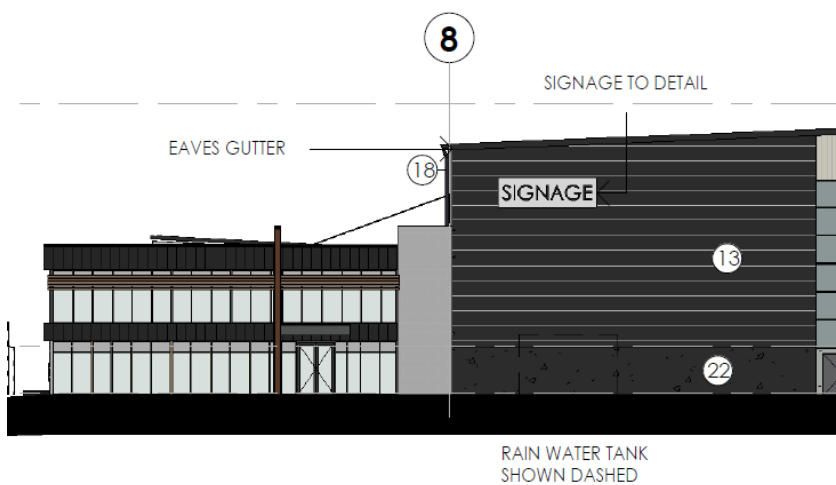 8
SIGNAGE TO DETAIL
EAVES GUTTER
18
SIGNAGE
13
22
RAIN WATER TANK
SHOWN DASHED